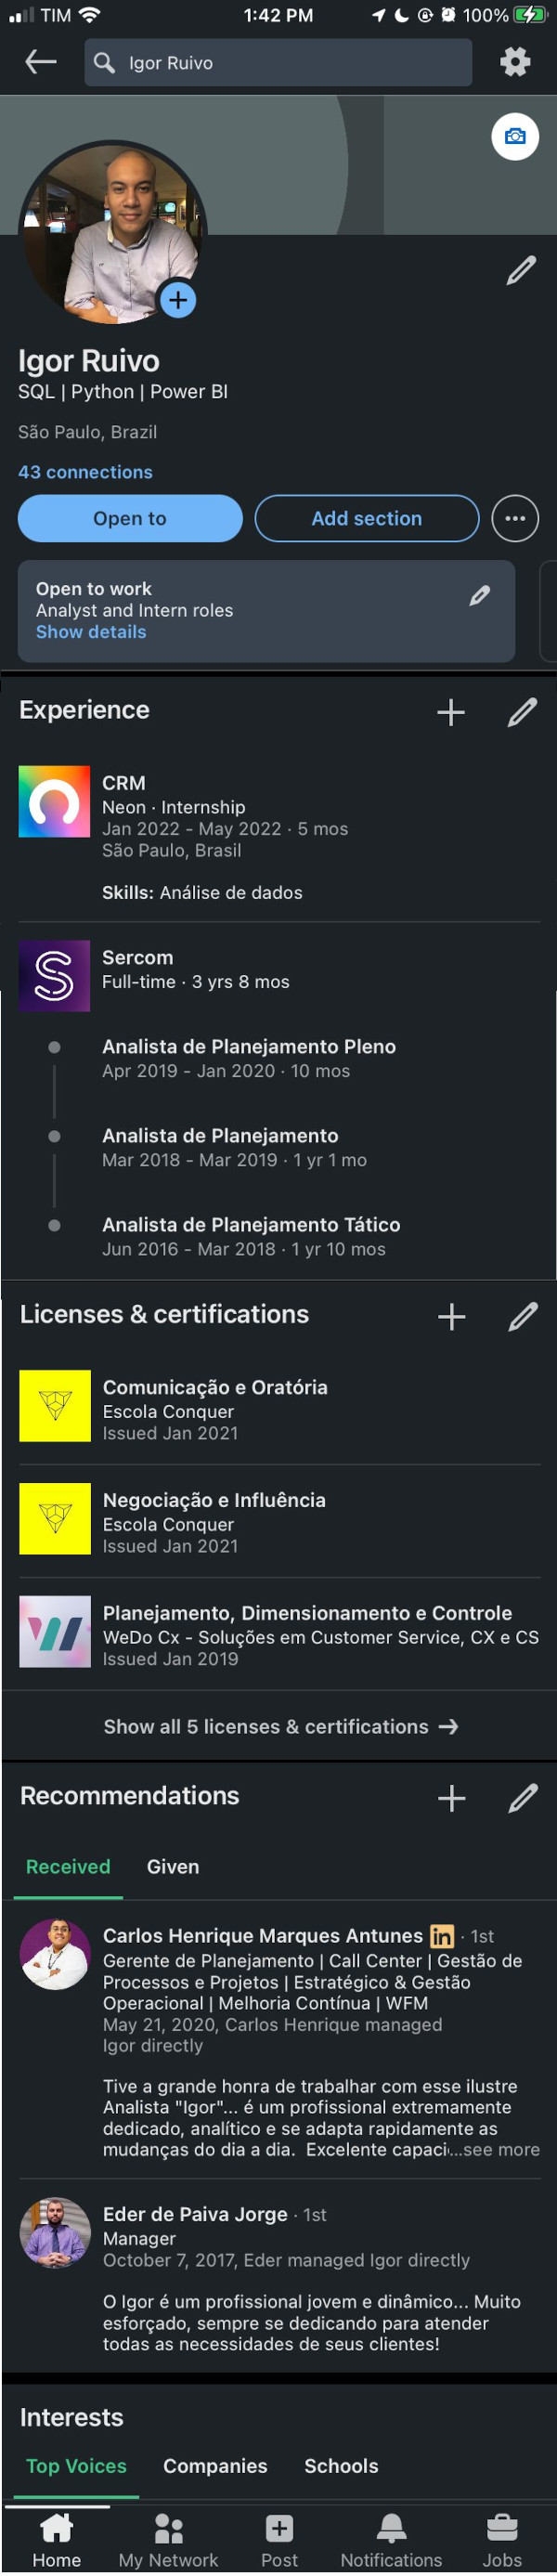 TIM 1:42 PM 100%
Igor Ruivo
Igor Ruivo
SQL | Python | Power BI
São Paulo, Brazil
43 connections
Open to
Add section
Open to work
Analyst and Intern roles
Show details
Experience
CRM
Neon · Internship
Jan 2022 - May 2022 · 5 mos
São Paulo, Brasil
Skills: Análise de dados
Sercom
Full-time · 3 yrs 8 mos
Analista de Planejamento Pleno
Apr 2019 - Jan 2020 · 10 mos
Analista de Planejamento
Mar 2018 - Mar 2019 · 1 yr 1 mo
Analista de Planejamento Tático
Jun 2016 - Mar 2018 · 1 yr 10 mos
Licenses & certifications
Comunicação e Oratória
Escola Conquer
Issued Jan 2021
Negociação e Influência
Escola Conquer
Issued Jan 2021
Planejamento, Dimensionamento e Controle
WeDo Cx - Soluções em Customer Service, CX e CS
Issued Jan 2019
Show all 5 licenses & certifications →
Recommendations
Received
Given
Carlos Henrique Marques Antunes in · 1st
Gerente de Planejamento | Call Center | Gestão de
Processos e Projetos | Estratégico & Gestão
Operacional | Melhoria Contínua | WFM
May 21, 2020, Carlos Henrique managed
Igor directly
Tive a grande honra de trabalhar com esse ilustre
Analista "Igor"... é um profissional extremamente
dedicado, analítico e se adapta rapidamente as
mudanças do dia a dia. Excelente capaci...see more
Eder de Paiva Jorge · 1st
Manager
October 7, 2017, Eder managed Igor directly
O Igor é um profissional jovem e dinâmico... Muito
esforçado, sempre se dedicando para atender
todas as necessidades de seus clientes!
Interests
Top Voices
Companies
Schools
Home
My Network
Post
Notifications
Jobs